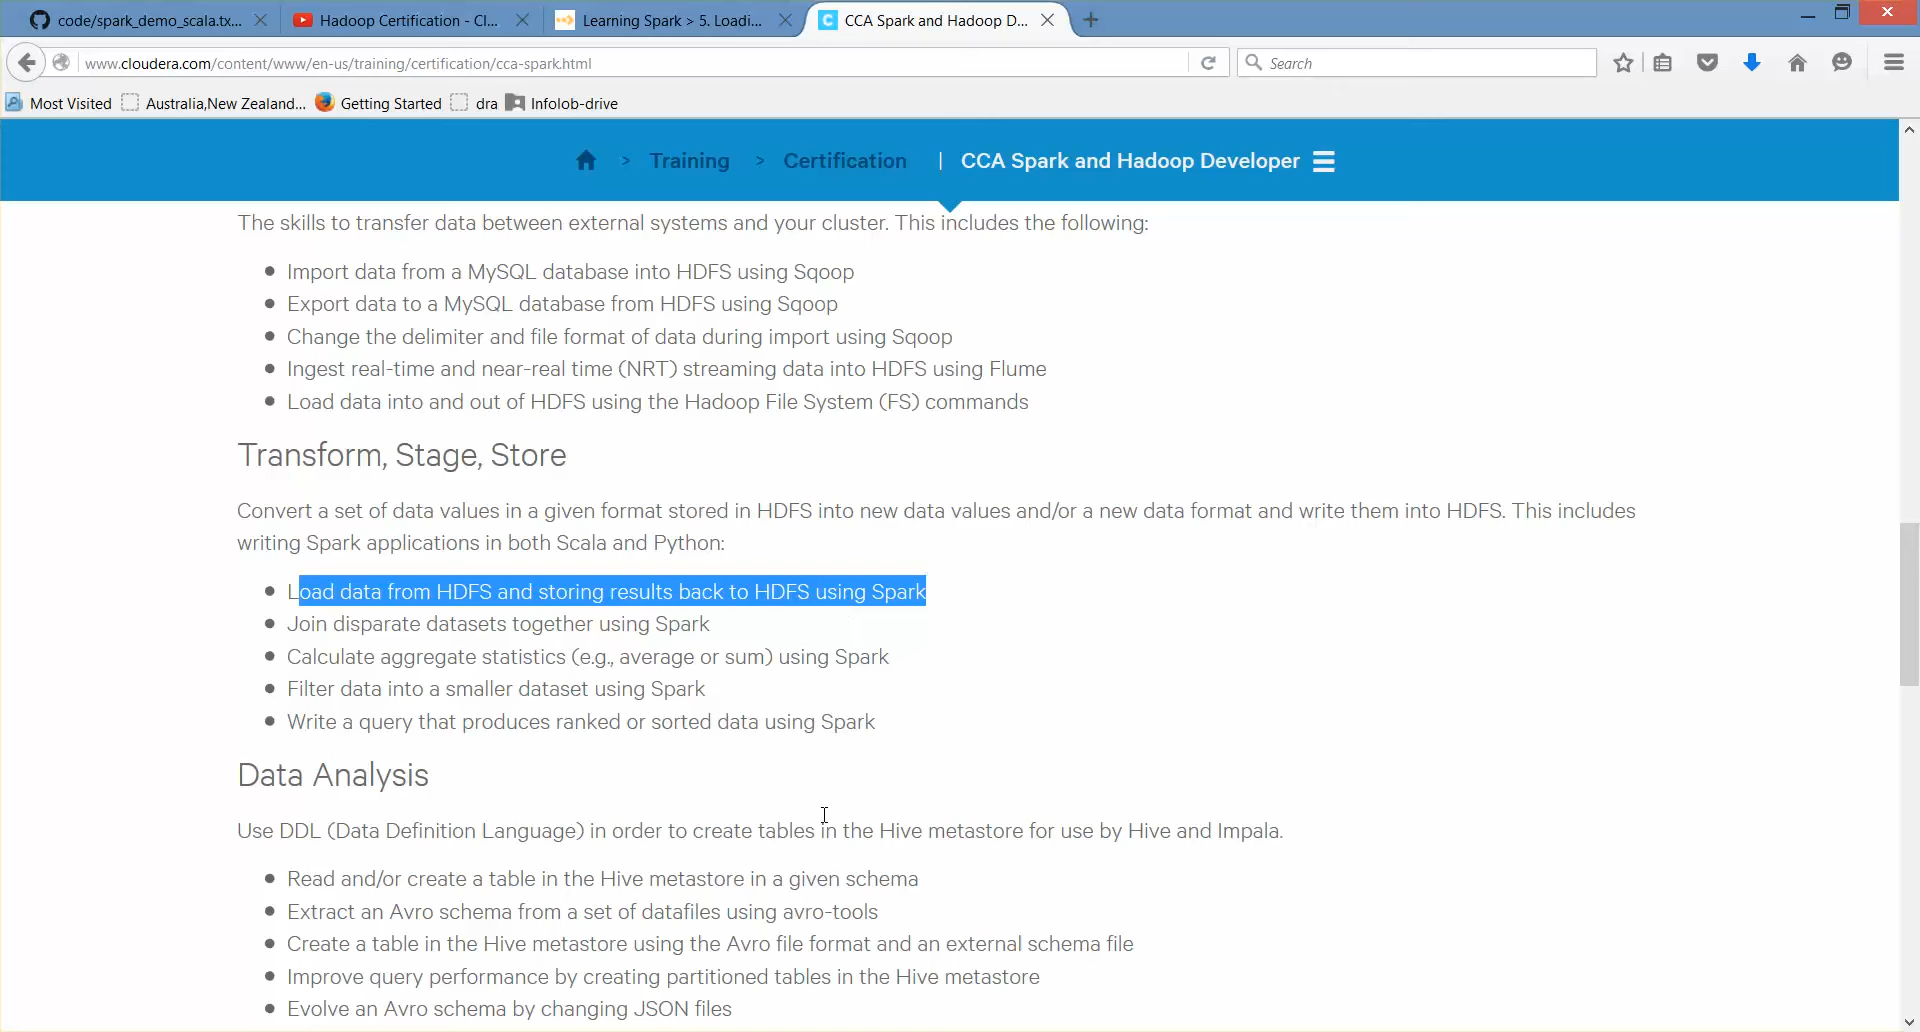 code/spark_demo_scala.tx...
Hadoop Certification - Cl...
Learning Spark > 5. Loadi...
CCA Spark and Hadoop D...
www.cloudera.com/content/www/en-us/training/certification/cca-spark.html
Search
Most Visited
Australia,New Zealand...
Getting Started
dra
Infolob-drive
> Training > Certification | CCA Spark and Hadoop Developer
The skills to transfer data between external systems and your cluster. This includes the following:
Import data from a MySQL database into HDFS using Sqoop
Export data to a MySQL database from HDFS using Sqoop
Change the delimiter and file format of data during import using Sqoop
Ingest real-time and near-real time (NRT) streaming data into HDFS using Flume
Load data into and out of HDFS using the Hadoop File System (FS) commands
Transform, Stage, Store
Convert a set of data values in a given format stored in HDFS into new data values and/or a new data format and write them into HDFS. This includes
writing Spark applications in both Scala and Python:
Load data from HDFS and storing results back to HDFS using Spark
Join disparate datasets together using Spark
Calculate aggregate statistics (e.g., average or sum) using Spark
Filter data into a smaller dataset using Spark
Write a query that produces ranked or sorted data using Spark
Data Analysis
Use DDL (Data Definition Language) in order to create tables in the Hive metastore for use by Hive and Impala.
Read and/or create a table in the Hive metastore in a given schema
Extract an Avro schema from a set of datafiles using avro-tools
Create a table in the Hive metastore using the Avro file format and an external schema file
Improve query performance by creating partitioned tables in the Hive metastore
Evolve an Avro schema by changing JSON files